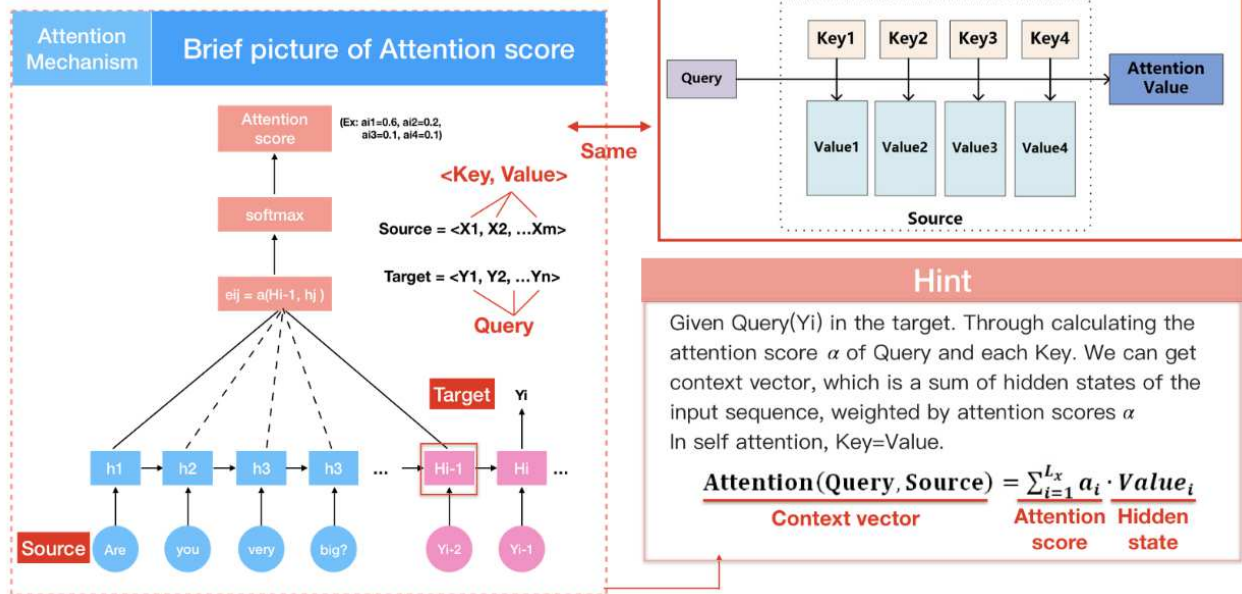 Attention
Mechanism
Brief picture of Attention score
Attention
score
(Ex: ai1=0.6, ai2=0.2,
ai3=0.1, ai4=0.1)
softmax
eij = a(Hi-1, hj )
<Key, Value>
Source = <X1, X2, ...Xm>
Target = <Y1, Y2, ...Yn>
Query
Target
Yi
h1
h2
h3
h3
...
Hi-1
Hi
...
Source
Are
you
very
big?
Yi-2
Yi-1
Same
Key1
Key2
Key3
Key4
Query
Attention
Value
Value1
Value2
Value3
Value4
Source
Hint
Given Query(Yi) in the target. Through calculating the
attention score α of Query and each Key. We can get
context vector, which is a sum of hidden states of the
input sequence, weighted by attention scores α
In self attention, Key=Value.
Attention(Query, Source) = ∑ᵢ₌₁^Lₓ aᵢ · Valueᵢ
Context vector
Attention
score
Hidden
state